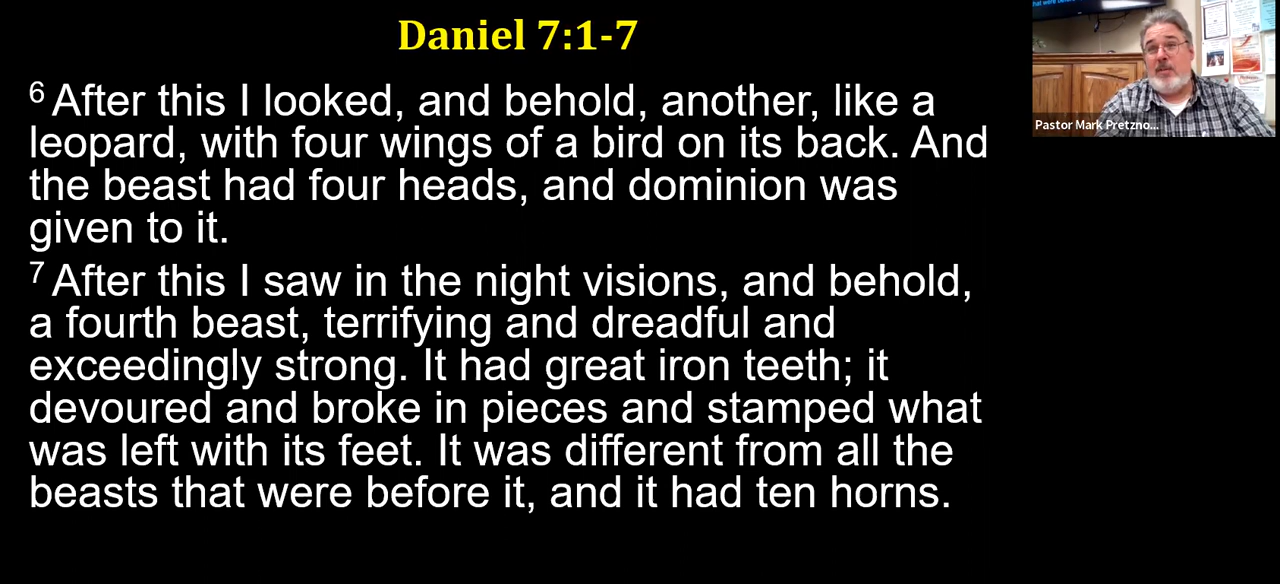 Daniel 7:1-7
6 After this I looked, and behold, another, like a
leopard, with four wings of a bird on its back. And
the beast had four heads, and dominion was
given to it.
7 After this I saw in the night visions, and behold,
a fourth beast, terrifying and dreadful and
exceedingly strong. It had great iron teeth; it
devoured and broke in pieces and stamped what
was left with its feet. It was different from all the
beasts that were before it, and it had ten horns.
Pastor Mark Pretzno...